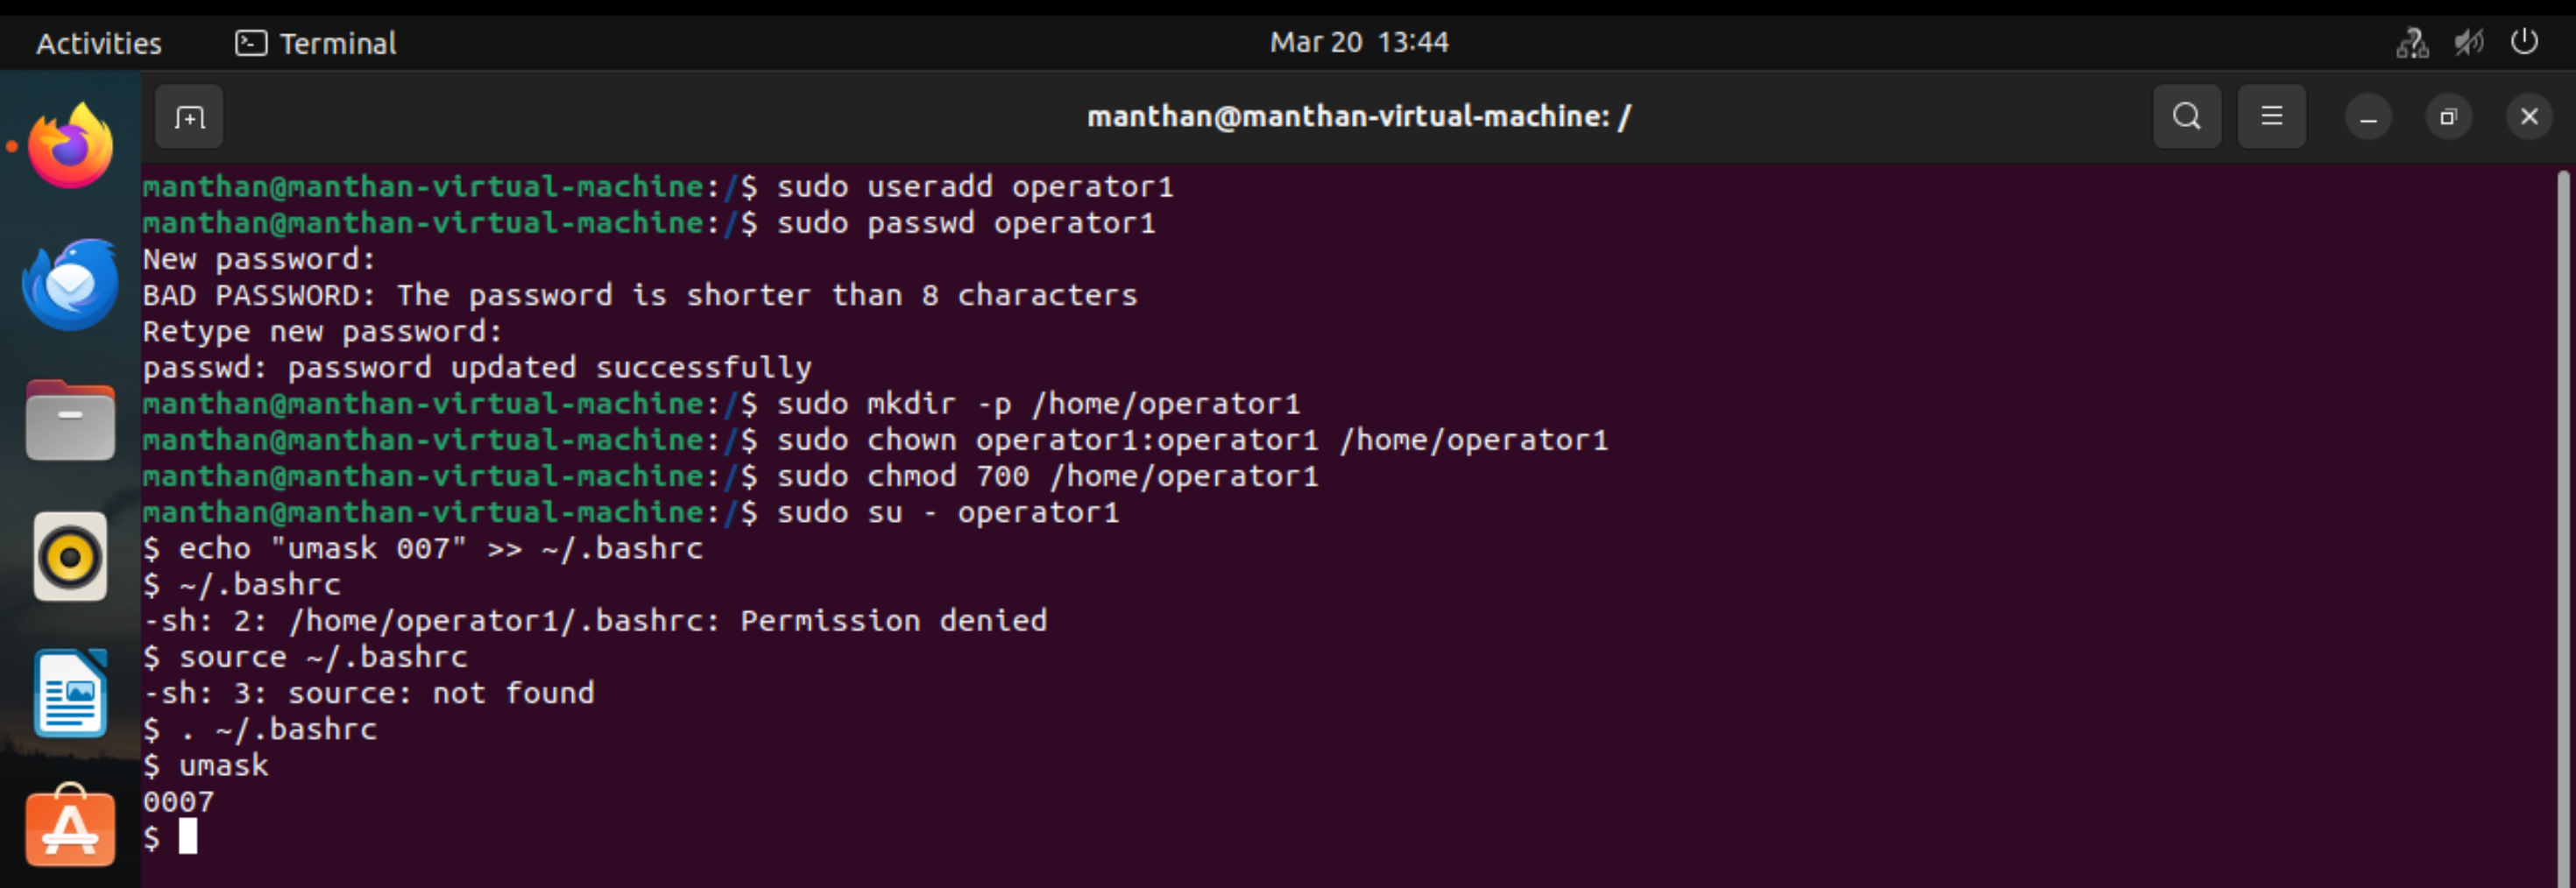 Activities Terminal Mar 20 13:44
manthan@manthan-virtual-machine: /
manthan@manthan-virtual-machine:/$ sudo useradd operator1
manthan@manthan-virtual-machine:/$ sudo passwd operator1
New password:
BAD PASSWORD: The password is shorter than 8 characters
Retype new password:
passwd: password updated successfully
manthan@manthan-virtual-machine:/$ sudo mkdir -p /home/operator1
manthan@manthan-virtual-machine:/$ sudo chown operator1:operator1 /home/operator1
manthan@manthan-virtual-machine:/$ sudo chmod 700 /home/operator1
manthan@manthan-virtual-machine:/$ sudo su - operator1
$ echo "umask 007" >> ~/.bashrc
$ ~/.bashrc
-sh: 2: /home/operator1/.bashrc: Permission denied
$ source ~/.bashrc
-sh: 3: source: not found
$ . ~/.bashrc
$ umask
0007
$